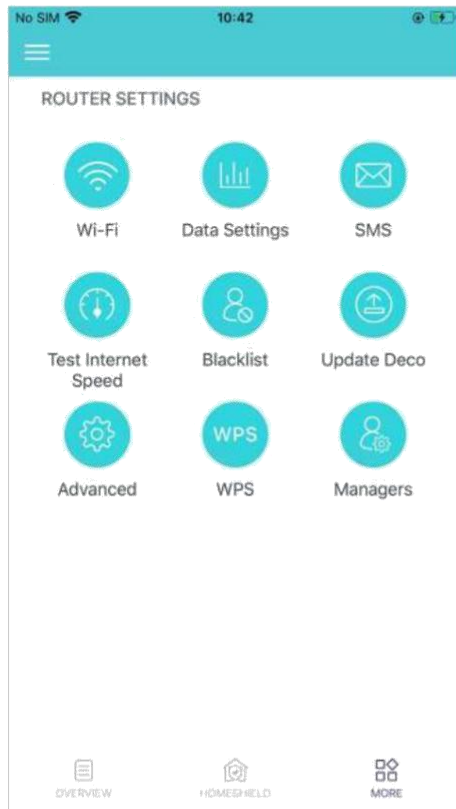 No SIM 10:42
ROUTER SETTINGS
Wi-Fi Data Settings SMS
Test Internet Speed Blacklist Update Deco
WPS
Advanced WPS Managers
OVERVIEW HOMESHIELD MORE